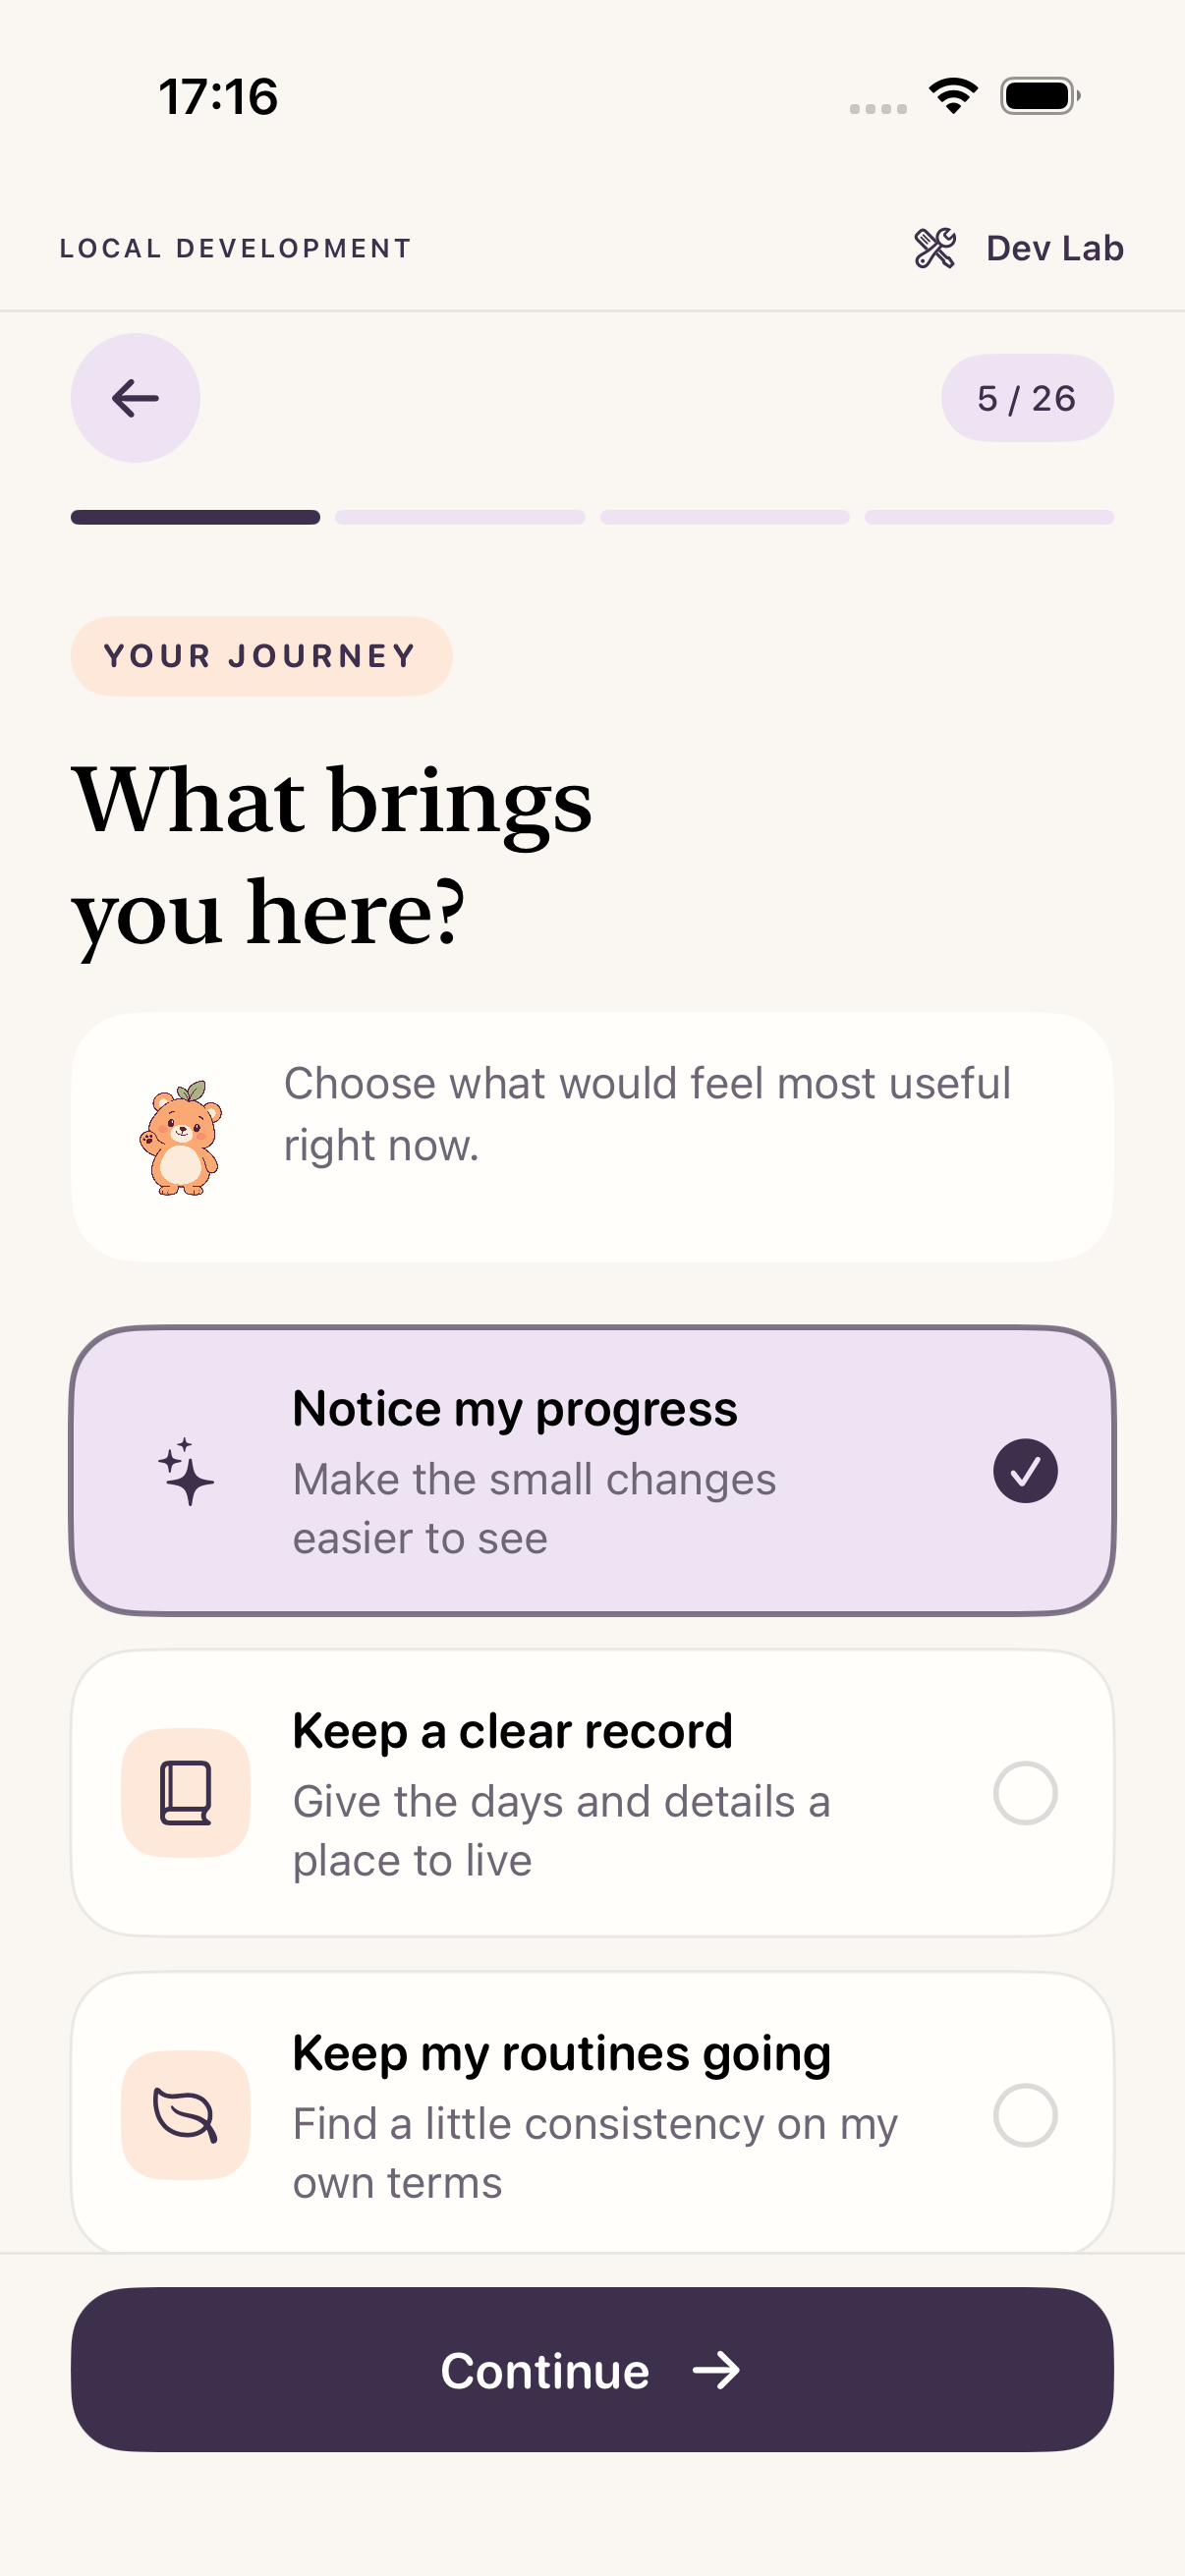 17:16
LOCAL DEVELOPMENT
Dev Lab
5 / 26
YOUR JOURNEY
What brings
you here?
Choose what would feel most useful
right now.
Notice my progress
Make the small changes
easier to see
Keep a clear record
Give the days and details a
place to live
Keep my routines going
Find a little consistency on my
own terms
Continue